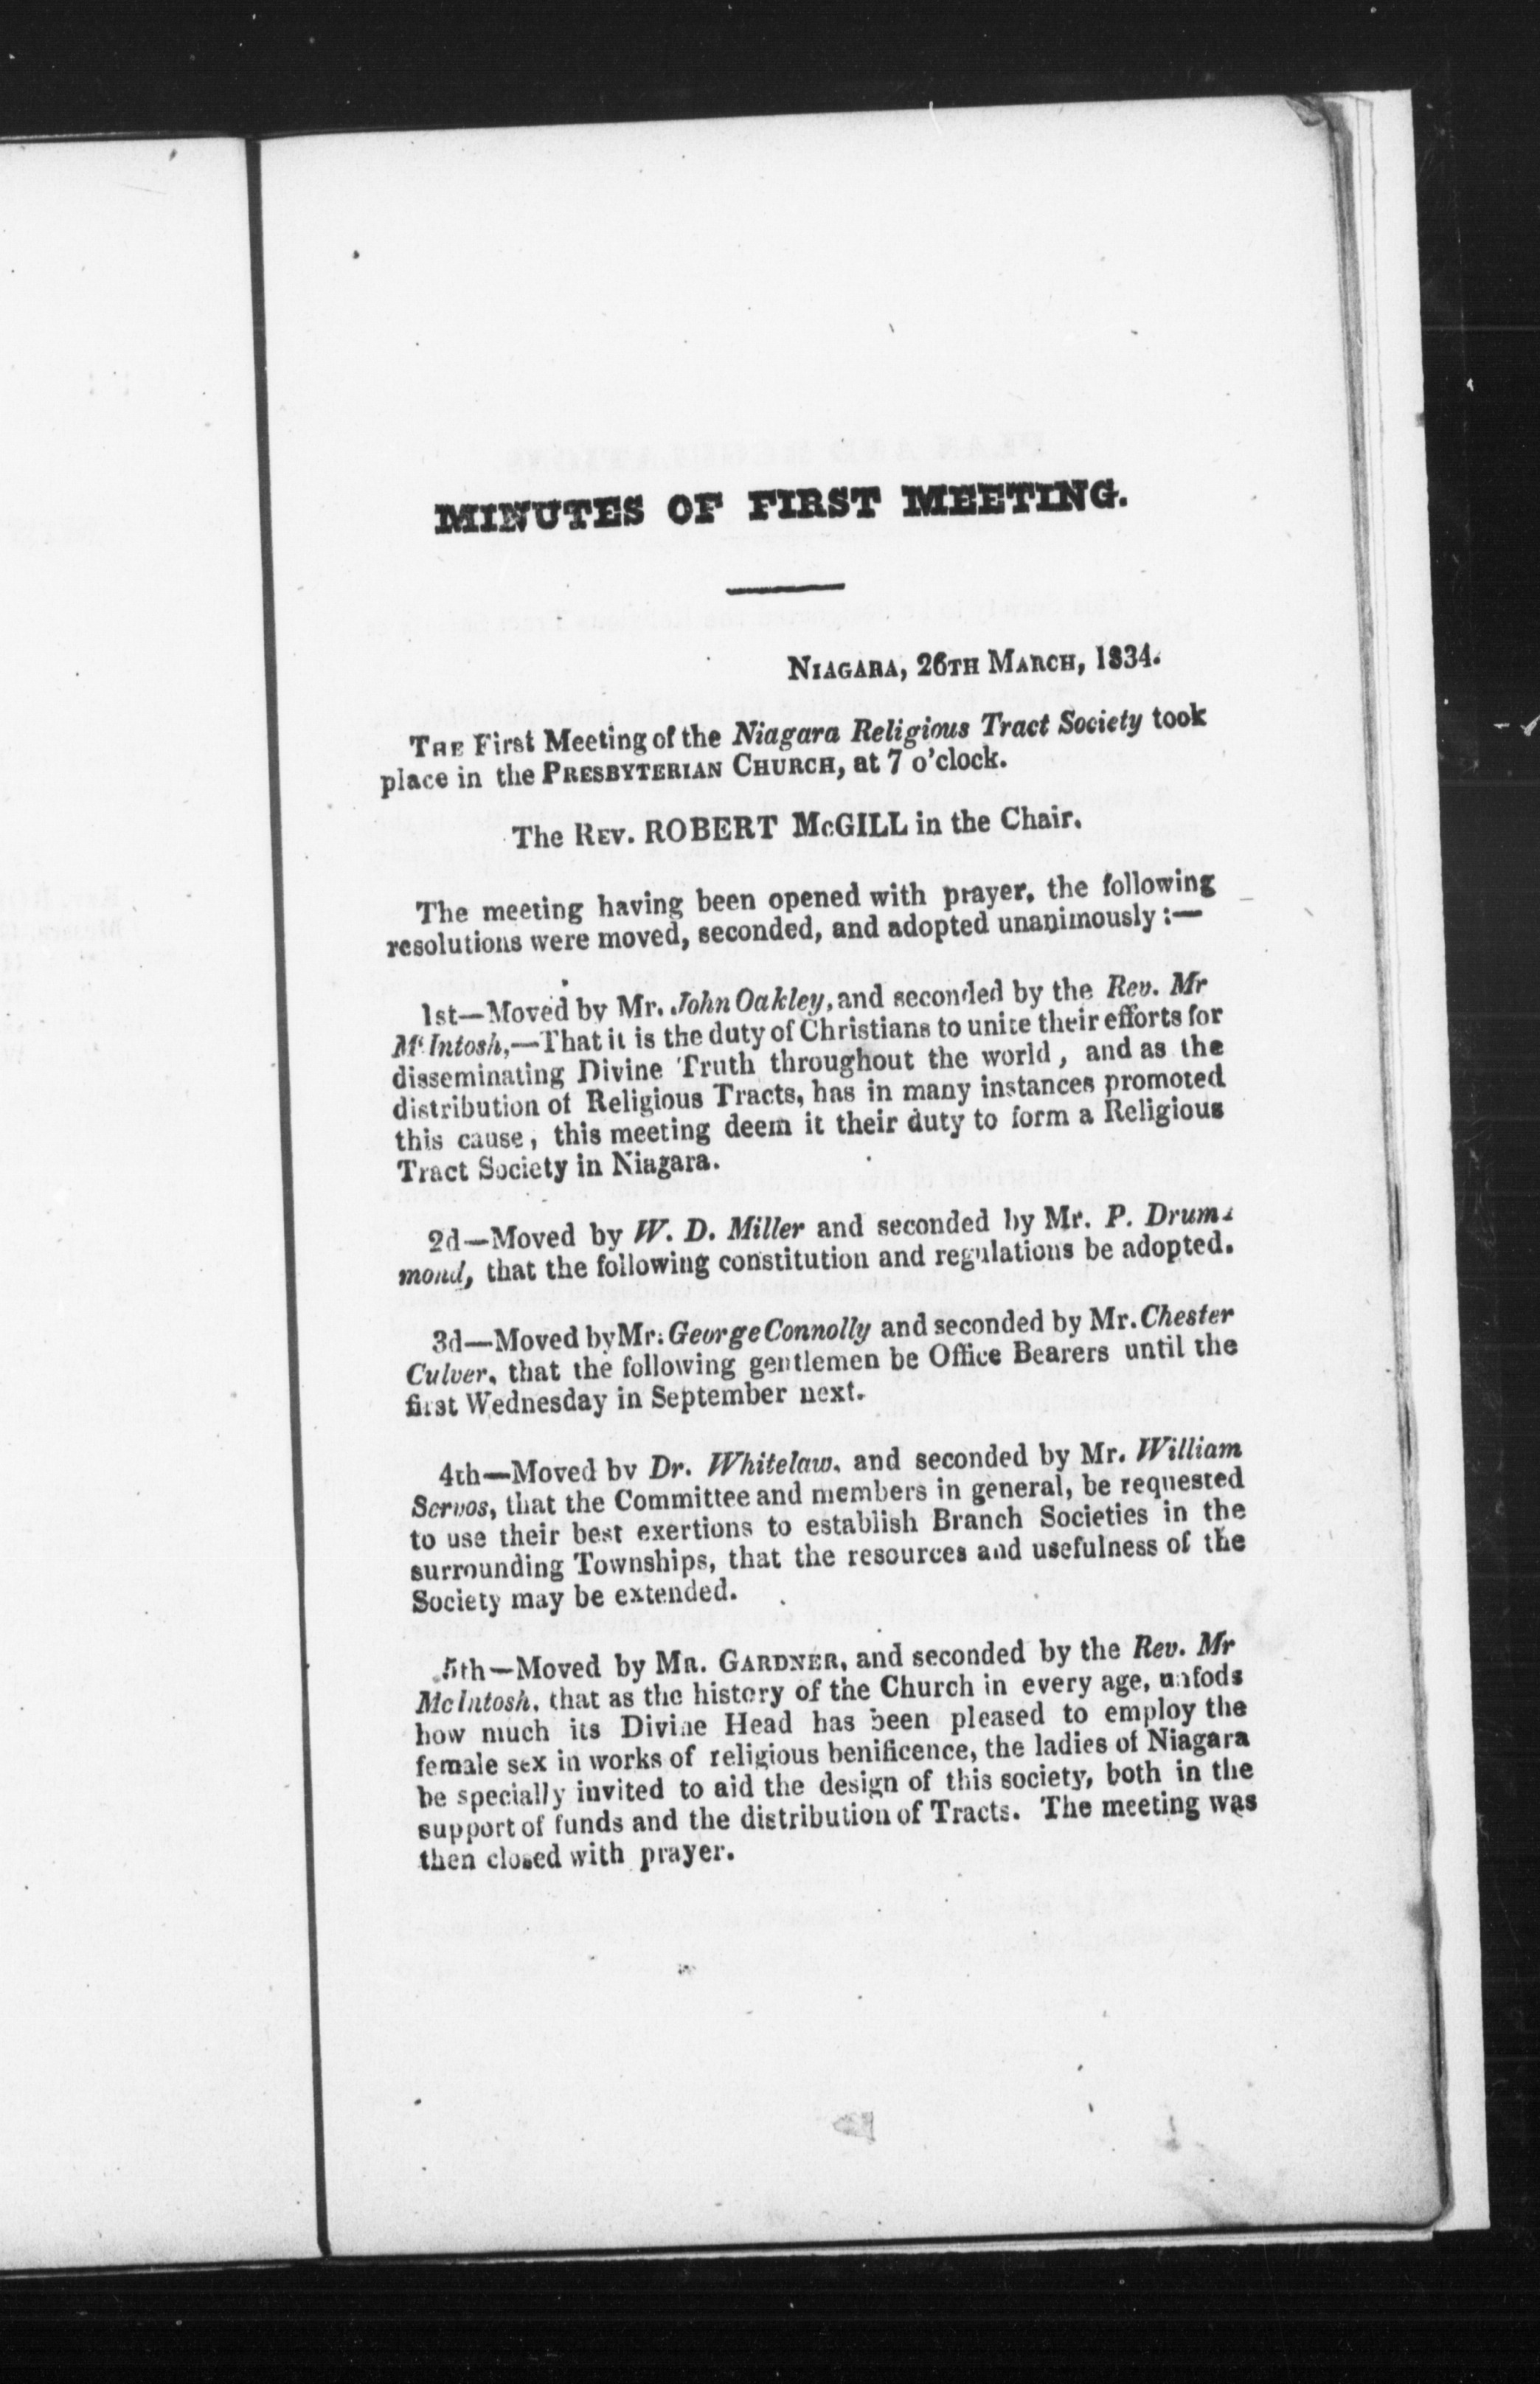 MINUTES OF FIRST MEETING.
NIAGARA, 26TH MARCH, 1834.
THE First Meeting of the Niagara Religious Tract Society took
place in the PRESBYTERIAN CHURCH, at 7 o'clock.
The REV. ROBERT McGILL in the Chair.
The meeting having been opened with prayer, the following
resolutions were moved, seconded, and adopted unanimously :—
1st—Moved by Mr. John Oakley, and seconded by the Rev. Mr
M'Intosh,—That it is the duty of Christians to unite their efforts for
disseminating Divine Truth throughout the world, and as the
distribution of Religious Tracts, has in many instances promoted
this cause, this meeting deem it their duty to form a Religious
Tract Society in Niagara.
2d—Moved by W. D. Miller and seconded by Mr. P. Drum-
mond, that the following constitution and regulations be adopted.
3d—Moved by Mr. George Connolly and seconded by Mr. Chester
Culver, that the following gentlemen be Office Bearers until the
first Wednesday in September next.
4th—Moved by Dr. Whitelaw, and seconded by Mr. William
Servos, that the Committee and members in general, be requested
to use their best exertions to establish Branch Societies in the
surrounding Townships, that the resources and usefulness of the
Society may be extended.
5th—Moved by MR. GARDNER, and seconded by the Rev. Mr
McIntosh, that as the history of the Church in every age, unfods
how much its Divine Head has been pleased to employ the
female sex in works of religious benificence, the ladies of Niagara
be specially invited to aid the design of this society, both in the
support of funds and the distribution of Tracts. The meeting was
then closed with prayer.